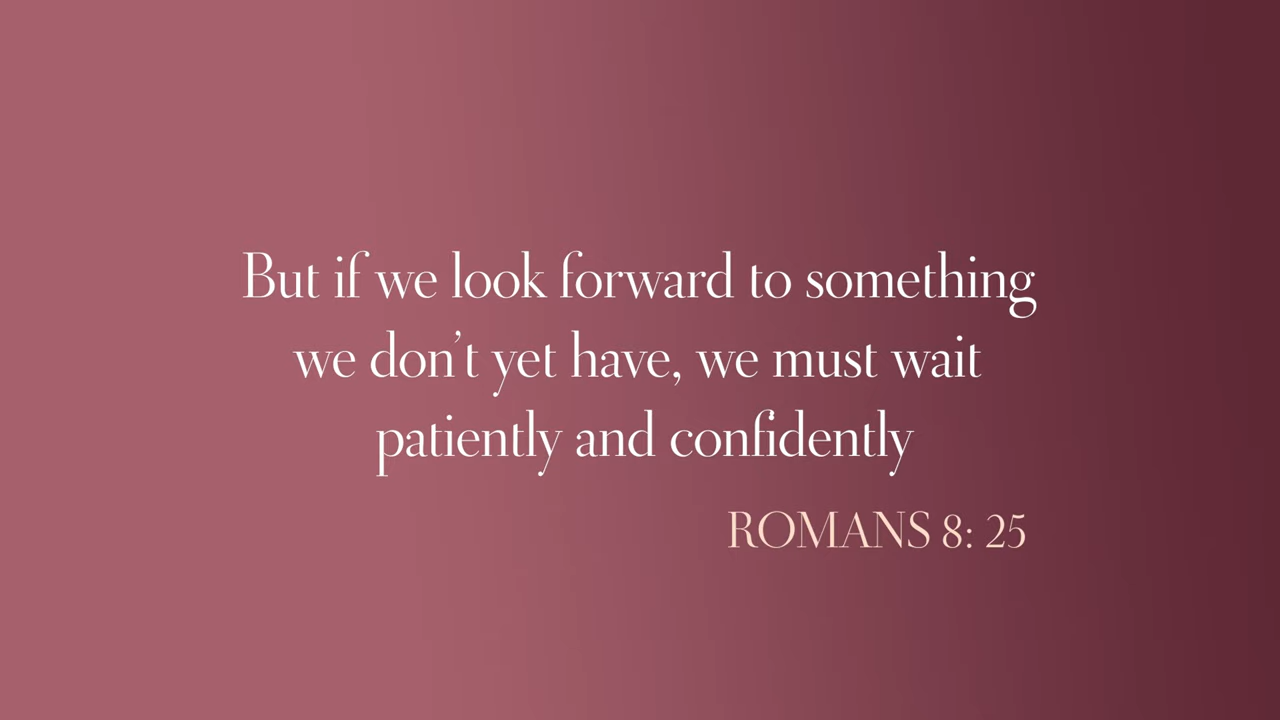 But if we look forward to something
we don’t yet have, we must wait
patiently and confidently
ROMANS 8: 25